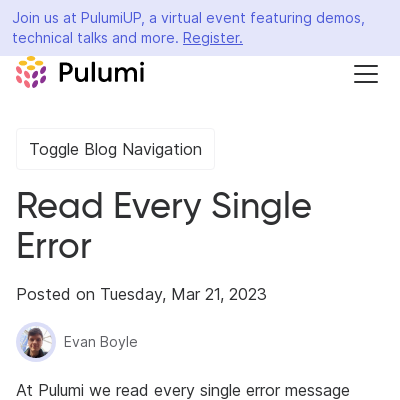 Join us at PulumiUP, a virtual event featuring demos,
technical talks and more. Register.
Pulumi
Toggle Blog Navigation
Read Every Single
Error
Posted on Tuesday, Mar 21, 2023
Evan Boyle
At Pulumi we read every single error message